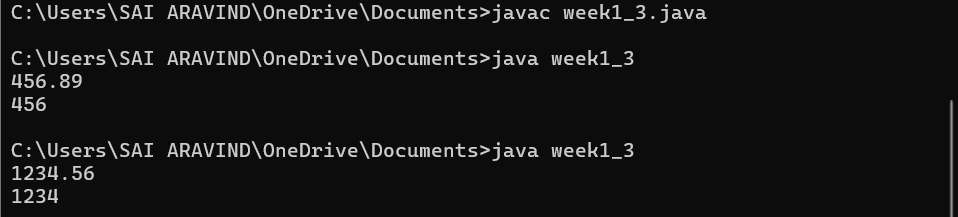 C:\Users\SAI ARAVIND\OneDrive\Documents>javac week1_3.java
C:\Users\SAI ARAVIND\OneDrive\Documents>java week1_3
456.89
456
C:\Users\SAI ARAVIND\OneDrive\Documents>java week1_3
1234.56
1234